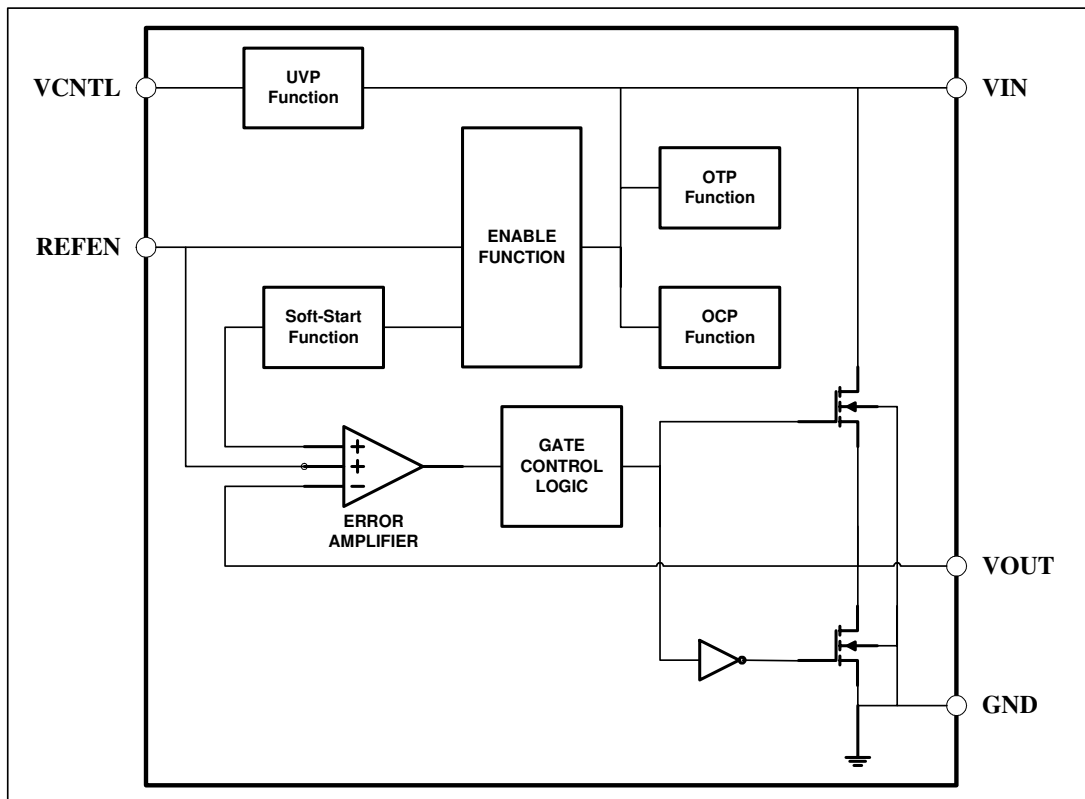 UVP
Function
VCNTL
VIN
OTP
Function
REFEN
ENABLE
FUNCTION
Soft-Start
Function
OCP
Function
+
+
−
GATE
CONTROL
LOGIC
ERROR
AMPLIFIER
VOUT
GND